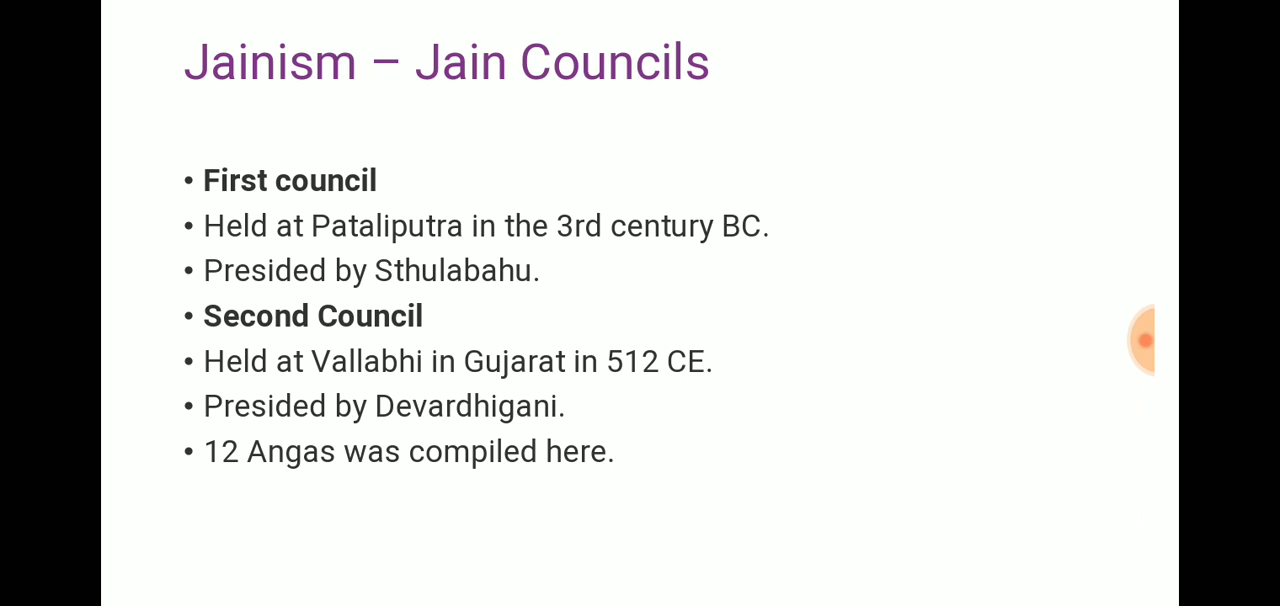 Jainism – Jain Councils
• First council
• Held at Pataliputra in the 3rd century BC.
• Presided by Sthulabahu.
• Second Council
• Held at Vallabhi in Gujarat in 512 CE.
• Presided by Devardhigani.
• 12 Angas was compiled here.